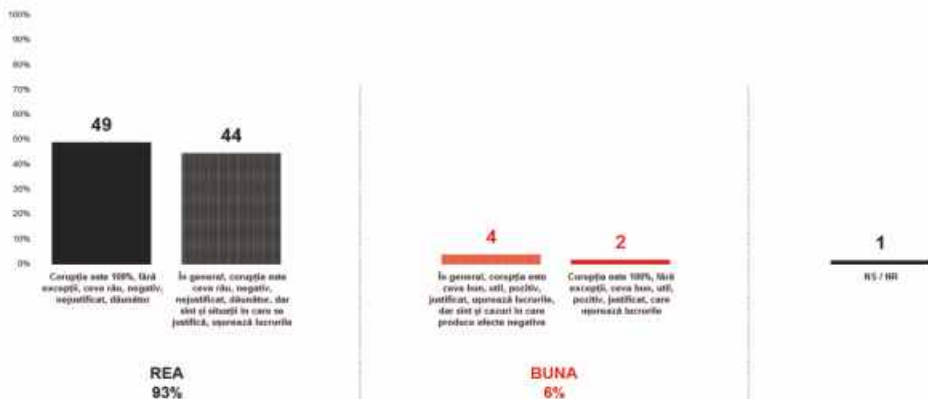 100%
90%
80%
70%
60%
50%
40%
30%
20%
10%
0%
49
44
4
2
1
Corupția este 100%, fără
excepții, ceva rău, negativ,
nejustificat, dăunător
În general, corupția este
ceva rău, negativ,
nejustificat, dăunător, dar
sînt și situații în care se
justifică, ușurează lucrurile
În general, corupția este
ceva bun, util, pozitiv,
justificat, ușurează lucrurile,
dar sînt și cazuri în care
produce efecte negative
Corupția este 100%, fără
excepții, ceva bun, util,
pozitiv, justificat, care
ușurează lucrurile
NS / NR
REA
93%
BUNA
6%